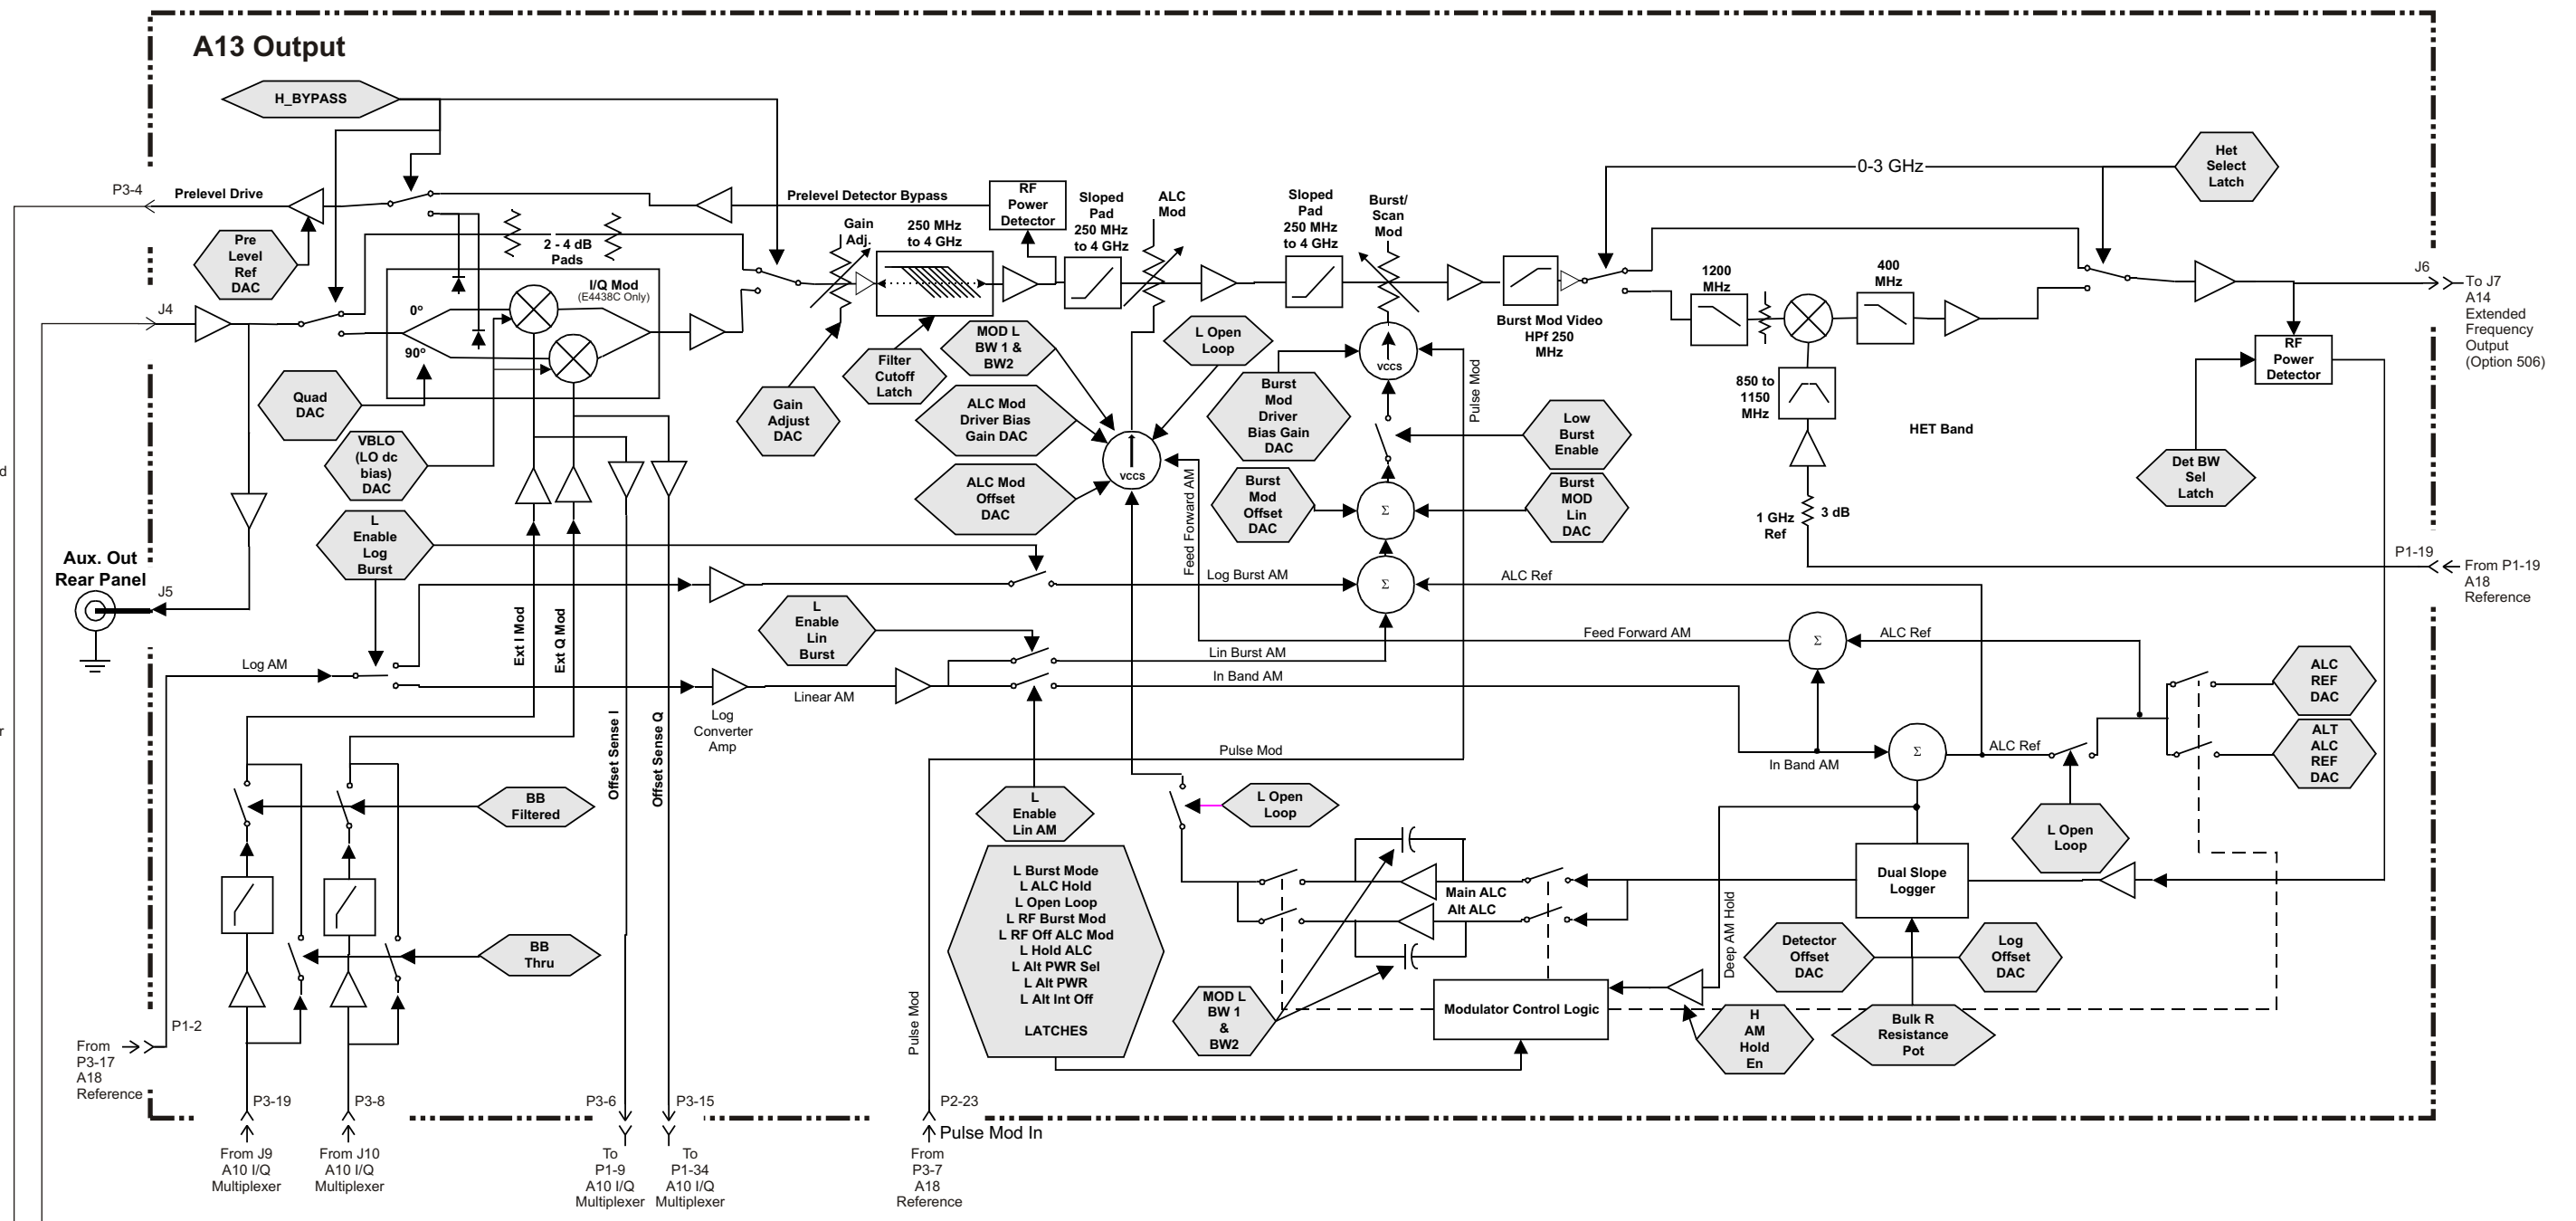 A13 Output
H_BYPASS
0-3 GHz
Het
Select
Latch
P3-4
Prelevel Drive
Prelevel Detector Bypass
RF
Power
Detector
Sloped
Pad
250 MHz
to 4 GHz
ALC
Mod
Sloped
Pad
250 MHz
to 4 GHz
Burst/
Scan
Mod
Pre
Level
Ref
DAC
2 - 4 dB
Pads
Gain
Adj.
250 MHz
to 4 GHz
I/Q Mod
(E4438C Only)
0º
90º
J4
1200
MHz
400
MHz
J6
To J7
A14
Extended
Frequency
Output
(Option 506)
Burst Mod Video
HPf 250
MHz
RF
Power
Detector
Quad
DAC
VBLO
(LO dc
bias)
DAC
Gain
Adjust
DAC
Filter
Cutoff
Latch
MOD L
BW 1 &
BW2
L Open
Loop
ALC Mod
Driver Bias
Gain DAC
ALC Mod
Offset
DAC
vccs
vccs
Burst
Mod
Driver
Bias Gain
DAC
Pulse Mod
Low
Burst
Enable
Burst
Mod
Offset
DAC
Σ
Burst
MOD
Lin
DAC
850 to
1150
MHz
HET Band
Det BW
Sel
Latch
1 GHz
Ref
3 dB
P1-19
From P1-19
A18
Reference
d
L
Enable
Log
Burst
Aux. Out
Rear Panel
J5
Feed Forward AM
Log Burst AM
Σ
ALC Ref
Ext I Mod
Ext Q Mod
L
Enable
Lin
Burst
Feed Forward AM
Σ
ALC Ref
Log AM
Lin Burst AM
In Band AM
Linear AM
Log
Converter
Amp
ALC
REF
DAC
ALT
ALC
REF
DAC
r
Offset Sense I
Offset Sense Q
Pulse Mod
In Band AM
Σ
ALC Ref
BB
Filtered
L
Enable
Lin AM
L Open
Loop
L Open
Loop
L Burst Mode
L ALC Hold
L Open Loop
L RF Burst Mod
L RF Off ALC Mod
L Hold ALC
L Alt PWR Sel
L Alt PWR
L Alt Int Off
LATCHES
Main ALC
Alt ALC
Dual Slope
Logger
BB
Thru
Deep AM Hold
Detector
Offset
DAC
Log
Offset
DAC
Pulse Mod
MOD L
BW 1
&
BW2
Modulator Control Logic
H
AM
Hold
En
Bulk R
Resistance
Pot
P1-2
From
P3-17
A18
Reference
P3-19
P3-8
P3-6
P3-15
P2-23
Pulse Mod In
From J9
A10 I/Q
Multiplexer
From J10
A10 I/Q
Multiplexer
To
P1-9
A10 I/Q
Multiplexer
To
P1-34
A10 I/Q
Multiplexer
From
P3-7
A18
Reference